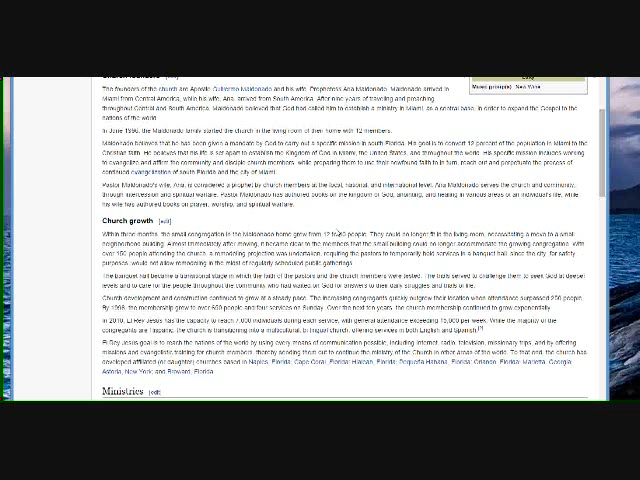 Church founders [edit]
Music group(s) New Wine
The founders of the church are Apostle Guillermo Maldonado and his wife, Prophetess Ana Maldonado. Maldonado arrived in
Miami from Central America, while his wife, Ana, arrived from South America. After nine years of traveling and preaching
throughout Central and South America, Maldonado believed that God had called him to establish a ministry in Miami, as a central base, in order to expand the Gospel to the
nations of the world.
In June 1996, the Maldonado family started the church in the living room of their home with 12 members.
Maldonado believes that he has been given a mandate by God to carry out a specific mission in south Florida. His goal is to convert 12 percent of the population in Miami to the
Christian faith. He believes that his life is set apart to establish the Kingdom of God in Miami, the United States, and throughout the world. His specific mission includes working
to evangelize and affirm the community and disciple church members, while preparing them to use their newfound faith to in turn, reach out and perpetuate the process of
continued evangelization of south Florida and the city of Miami.
Pastor Maldonado's wife, Ana, is considered a prophet by church members at the local, national, and international level. Ana Maldonado serves the church and community,
through intercession and spiritual warfare. Pastor Maldonado has authored books on the kingdom of God, anointing, and healing in various areas of an individual's life, while
his wife has authored books on prayer, worship, and spiritual warfare.
Church growth [edit]
Within three months, the small congregation in the Maldonado home grew from 12 to 40 people. They could no longer fit in the living-room, necessitating a move to a small
neighborhood building. Almost immediately after moving, it became clear to the members that the small building could no longer accommodate the growing congregation. With
over 150 people attending the church, a remodeling project was undertaken, requiring the pastors to temporarily hold services in a banquet hall, since the city, for safety
purposes, would not allow remodeling in the midst of regularly scheduled public gatherings.
The banquet hall became a transitional stage in which the faith of the pastors and the church members were tested. The trials served to challenge them to seek God at deeper
levels and to care for the people throughout the community who had waited on God for answers to their daily struggles and trials of life.
Church development and construction continued to grow at a steady pace. The increasing congregants quickly outgrew their location when attendance surpassed 250 people.
By 1998, the membership grew to over 650 people and four services on Sunday. Over the next ten years, the church membership continued to grow exponentially.
In 2010, El Rey Jesus has the capacity to reach 7,000 individuals during each service, with general attendance exceeding 15,000 per week. While the majority of the
congregants are Hispanic, the church is transitioning into a multicultural, bilingual church, offering services in both English and Spanish.[2]
El Rey Jesus goal is to reach the nations of the world by using every means of communication possible, including internet, radio, television, missionary trips, and by offering
missions and evangelistic training for church members, thereby sending them out to continue the ministry of the Church in other areas of the world. To that end, the church has
developed affiliated (or daughter) churches based in Naples, Florida; Cape Coral, Florida; Hialeah, Florida; Pequeña Habana, Florida; Orlando, Florida; Marietta, Georgia;
Astoria, New York; and Broward, Florida.
Ministries [edit]